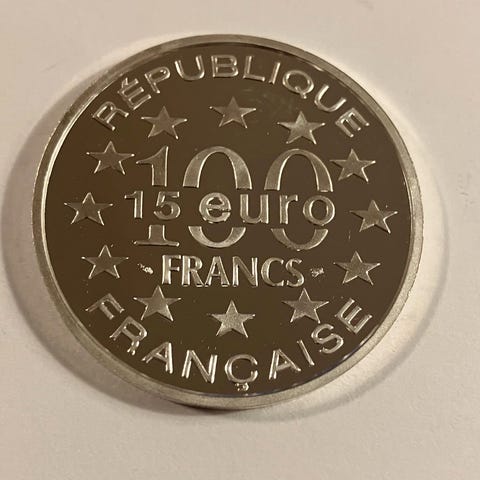 RÉPUBLIQUE
100
15 euro
FRANCS
FRANÇAISE